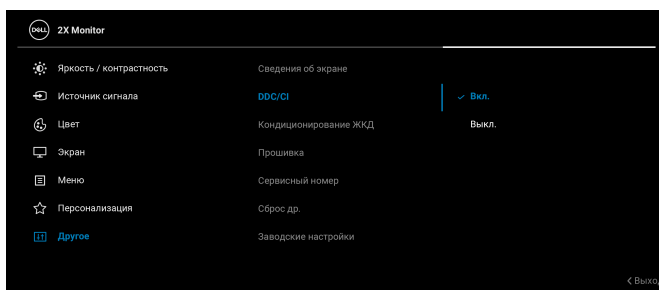 DELL 2X Monitor
Яркость / контрастность
Сведения об экране
Источник сигнала
DDC/CI
Вкл.
Цвет
Кондиционирование ЖКД
Выкл.
Экран
Прошивка
Меню
Сервисный номер
Персонализация
Сброс др.
Другое
Заводские настройки
Выхо